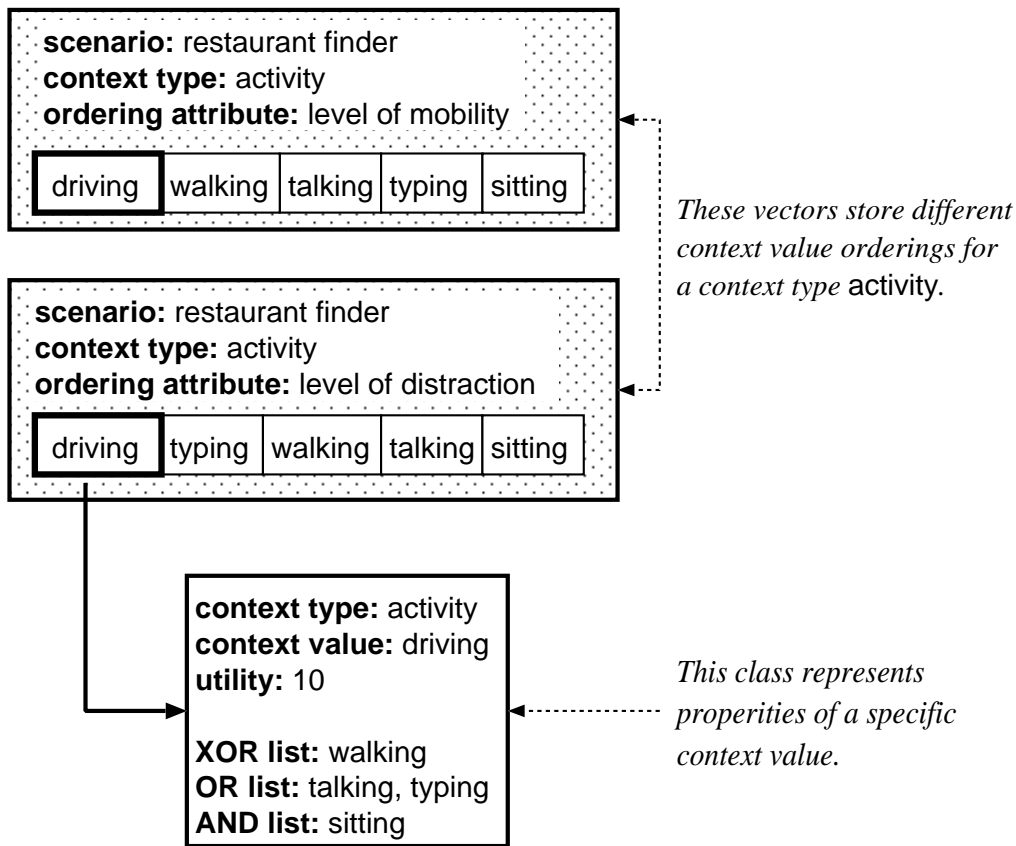 scenario: restaurant finder
context type: activity
ordering attribute: level of mobility
driving walking talking typing sitting
These vectors store different
context value orderings for
a context type activity.
scenario: restaurant finder
context type: activity
ordering attribute: level of distraction
driving typing walking talking sitting
context type: activity
context value: driving
utility: 10
XOR list: walking
OR list: talking, typing
AND list: sitting
This class represents
properities of a specific
context value.